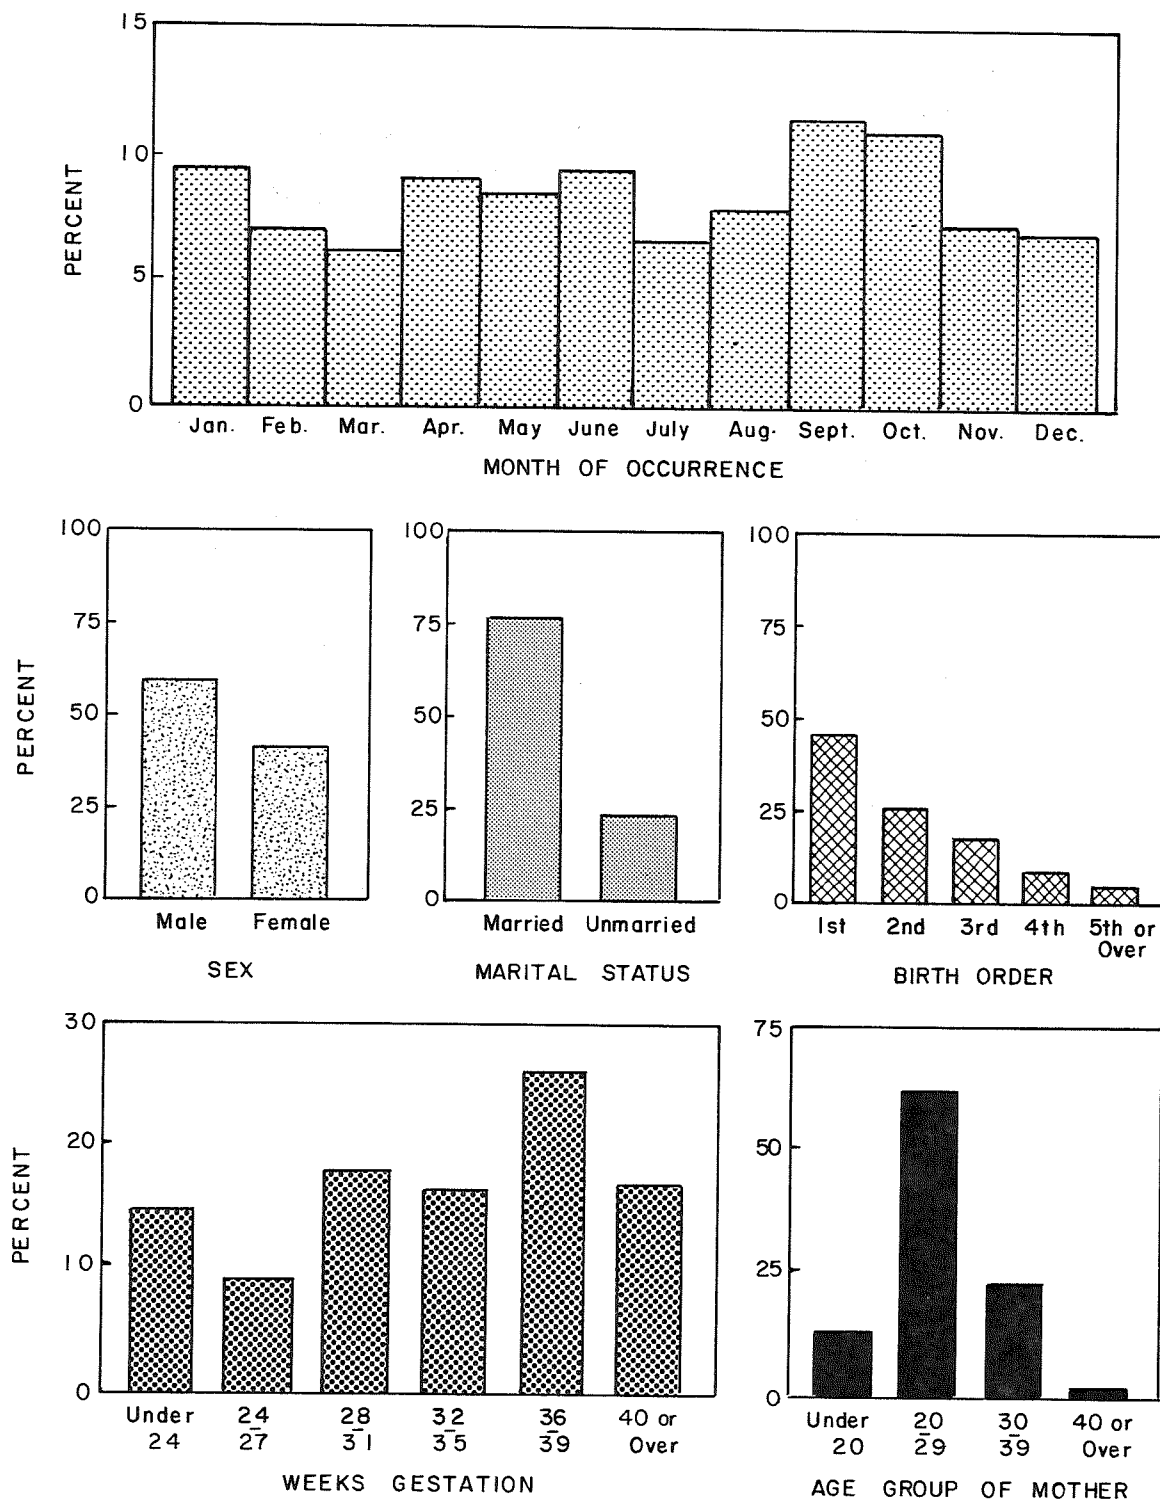 15
10
5
0
PERCENT
Jan. Feb. Mar. Apr. May June July Aug. Sept. Oct. Nov. Dec.
MONTH OF OCCURRENCE
100
75
50
25
0
PERCENT
Male Female
SEX
100
75
50
25
0
Married Unmarried
MARITAL STATUS
100
75
50
25
0
1st 2nd 3rd 4th 5th or
Over
BIRTH ORDER
30
20
10
0
PERCENT
Under 24 28 32 36 40 or
24 – – – – Over
27 31 35 39
WEEKS GESTATION
75
50
25
0
Under 20 30 40 or
20 – – Over
29 39
AGE GROUP OF MOTHER